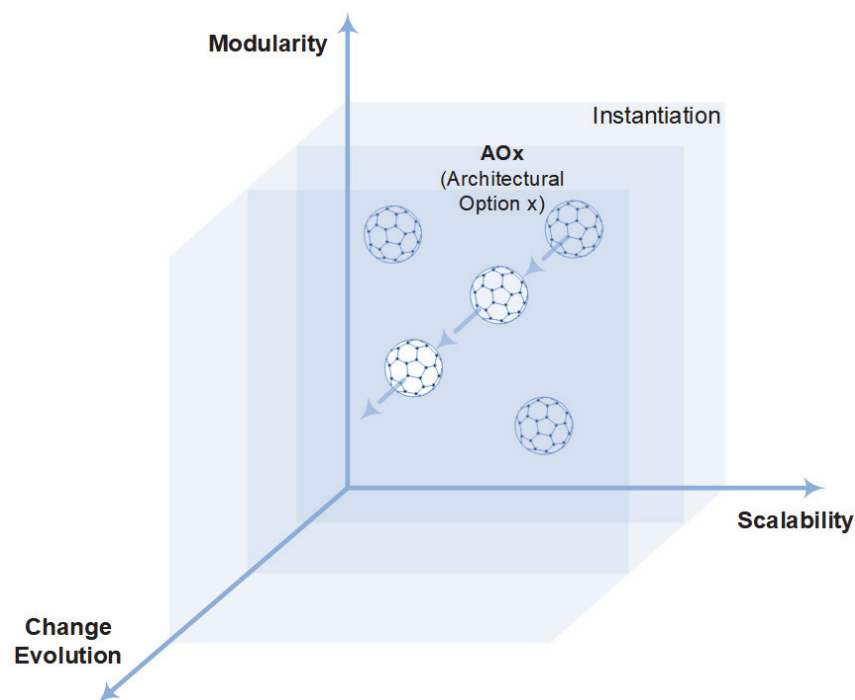 Modularity
Instantiation
AOx
(Architectural
Option x)
Scalability
Change
Evolution